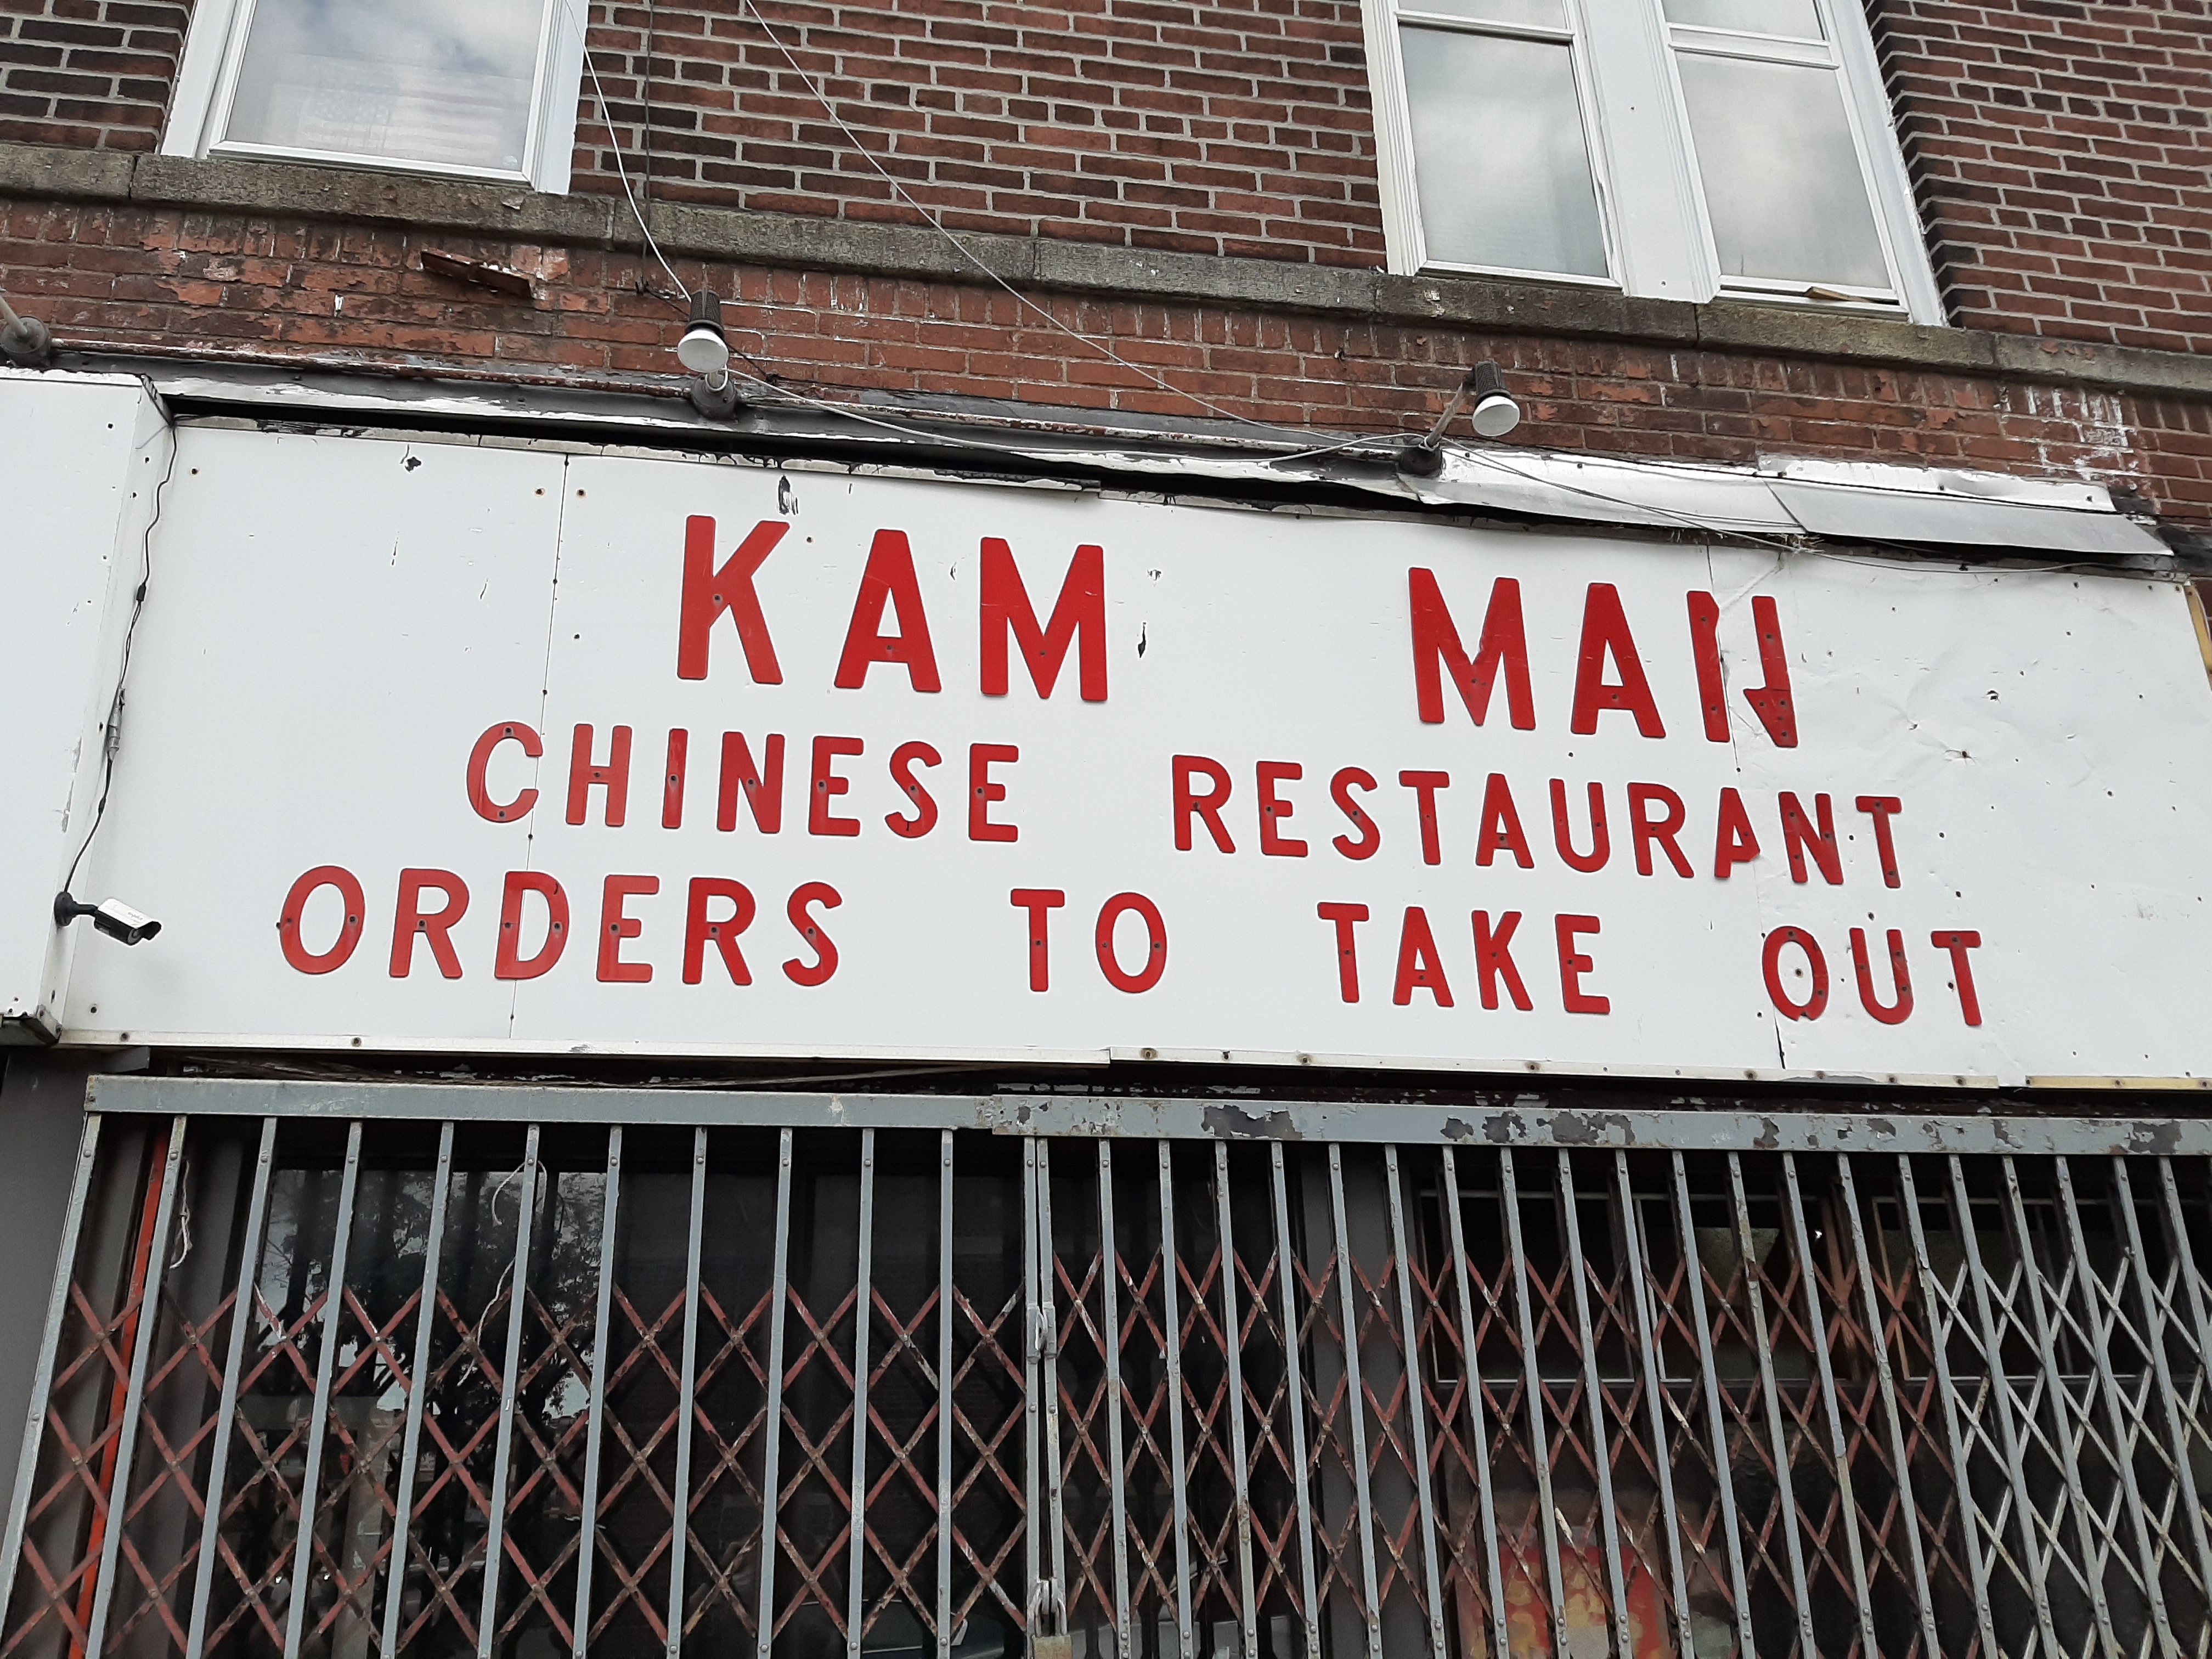 KAM MAN
CHINESE RESTAURANT
ORDERS TO TAKE OUT